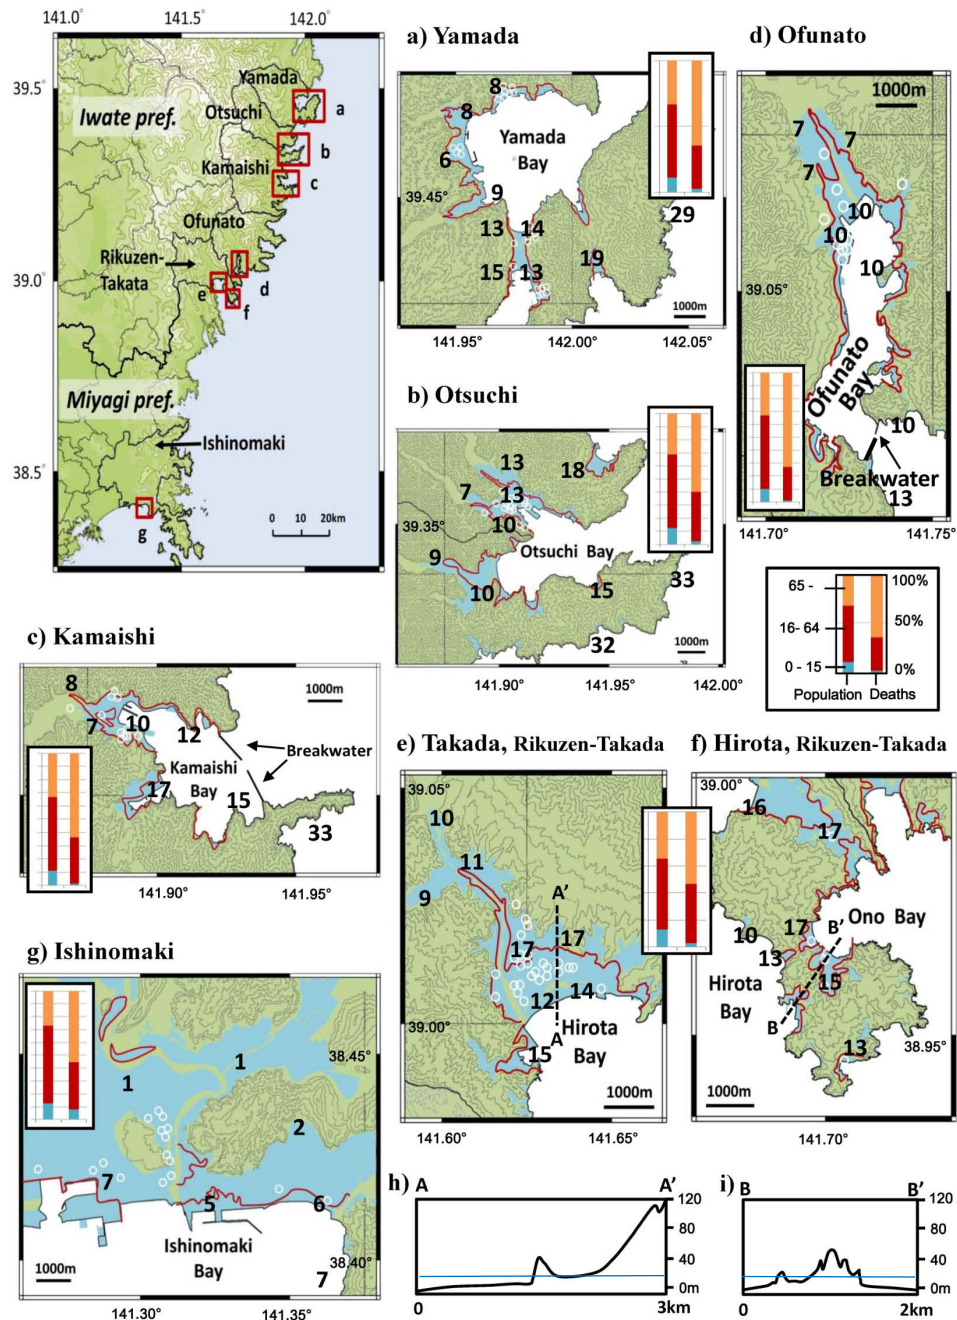 141.0° 141.5° 142.0°
39.5°
39.0°
38.5°
Yamada
Iwate pref.
Otsuchi
a
b
Kamaishi
c
Ofunato
Rikuzen-
Takata
e
d
f
Miyagi pref.
Ishinomaki
g
0 10 20km
a) Yamada
8
8
Yamada
Bay
6
39.45°
9
29
13 14
15 13 19
1000m
141.95° 142.00° 142.05°
b) Otsuchi
13
18
7 13
39.35°
10
Otsuchi Bay
9
10
15
33
32
1000m
141.90° 141.95° 142.00°
c) Kamaishi
1000m
8
7
10
12
Breakwater
Kamaishi
Bay
17
15
33
141.90° 141.95°
d) Ofunato
1000m
7
7
7
10
10
10
39.05°
Ofunato
Bay
10
Breakwater
13
141.70° 141.75°
65 -
16- 64
0 - 15
100%
50%
0%
Population Deaths
e) Takada, Rikuzen-Takada
39.05°
10
11
9
A'
17
17
12
14
39.00°
A
Hirota
Bay
15
1000m
141.60° 141.65°
f) Hirota, Rikuzen-Takada
39.00°
16
17
17
B'
Ono Bay
10
13
15
Hirota
Bay
B
13
38.95°
1000m
141.70°
g) Ishinomaki
38.45°
1
1
2
7
5
6
Ishinomaki
Bay
38.40°
1000m
7
141.30° 141.35°
h) A A'
120
80
40
0m
0 3km
i) B B'
120
80
40
0m
0 2km